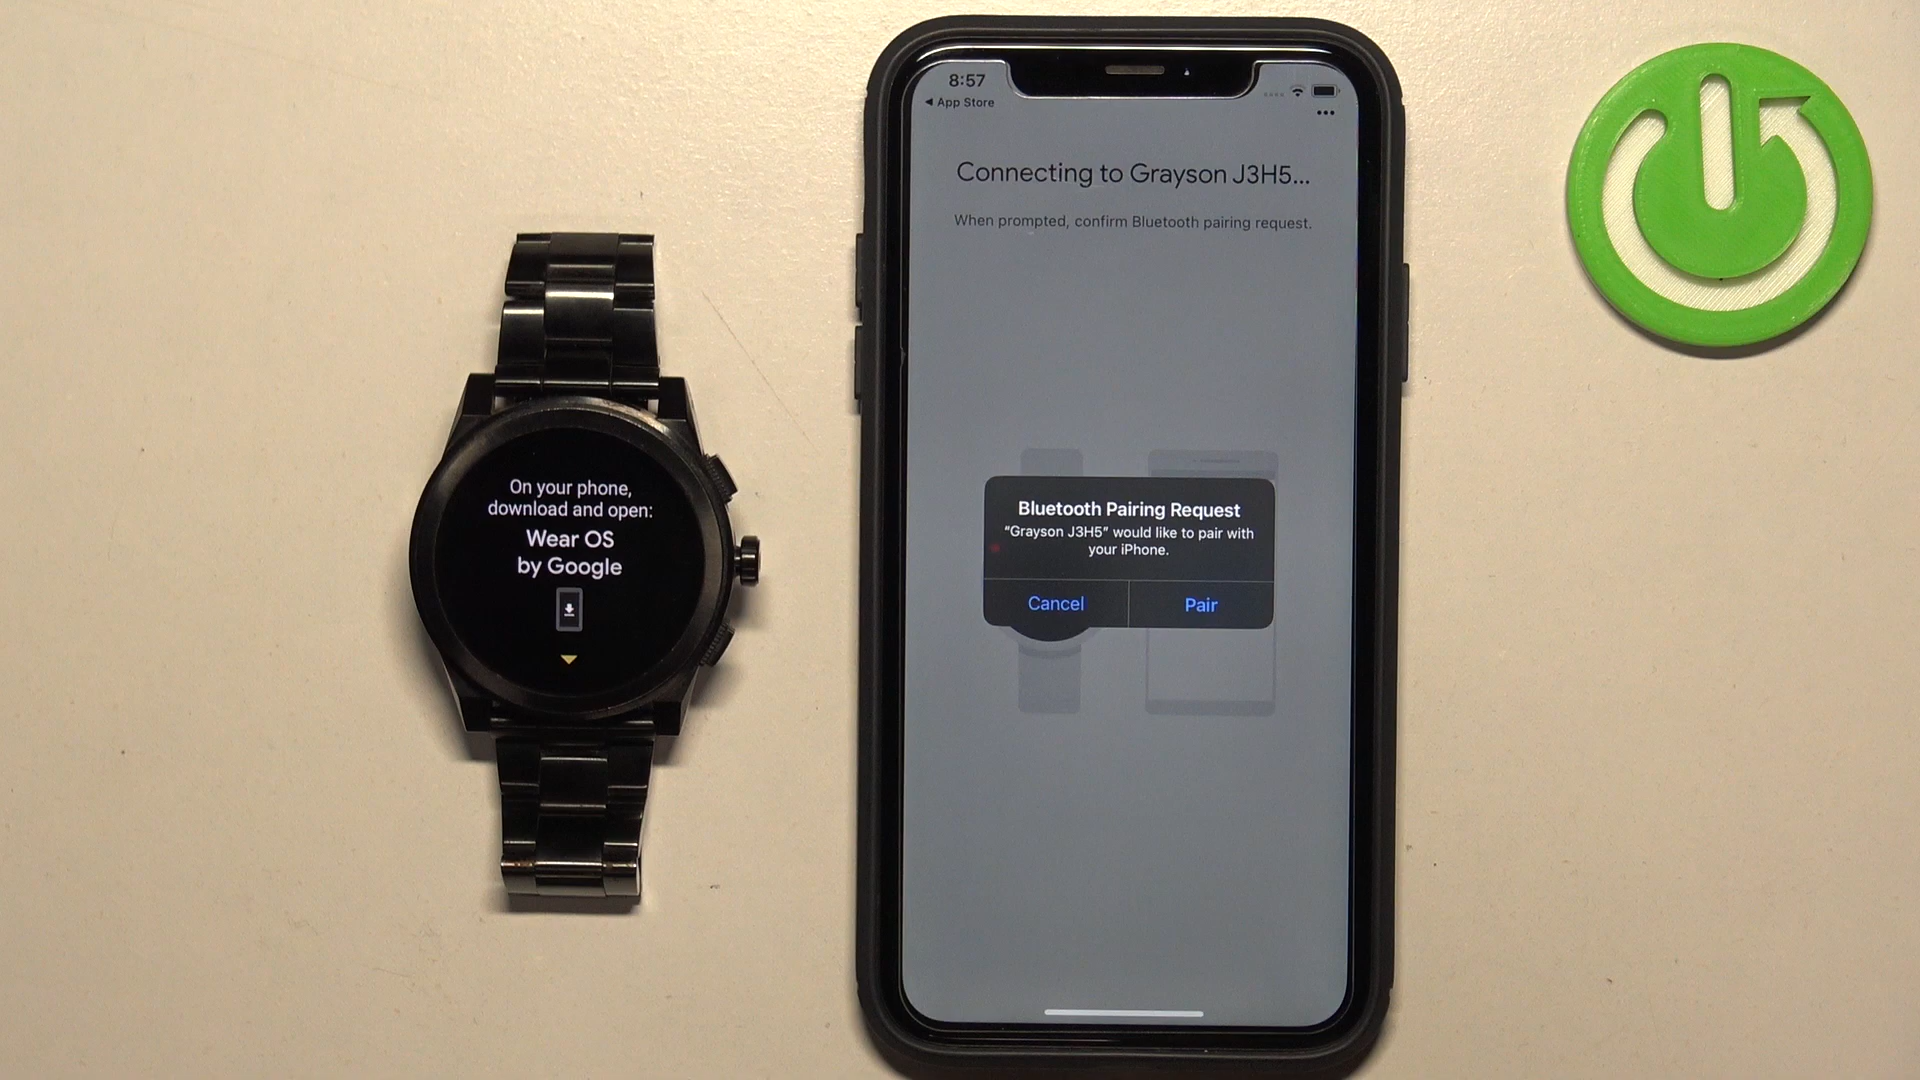 On your phone,
download and open:
Wear OS
by Google
8:57
◀ App Store
Connecting to Grayson J3H5...
When prompted, confirm Bluetooth pairing request.
Bluetooth Pairing Request
“Grayson J3H5” would like to pair with
your iPhone.
Cancel
Pair